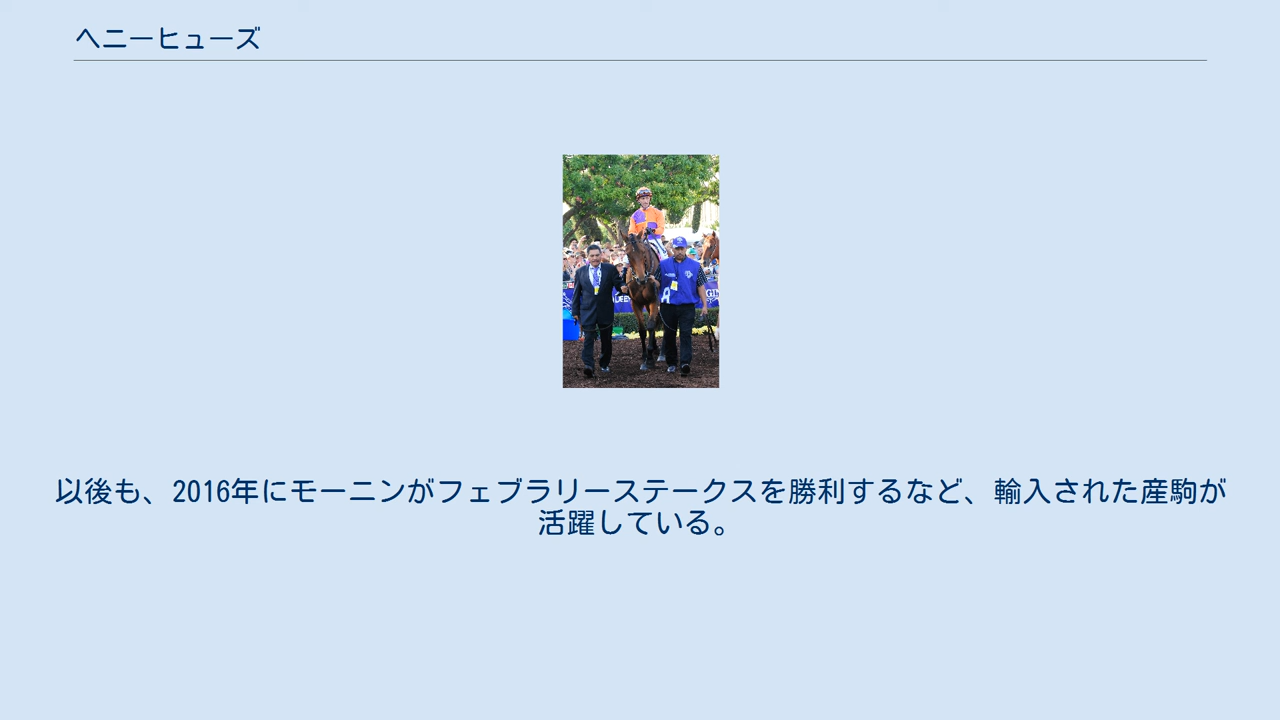 ヘニーヒューズ
以後も、2016年にモーニンがフェブラリーステークスを勝利するなど、輸入された産駒が
活躍している。